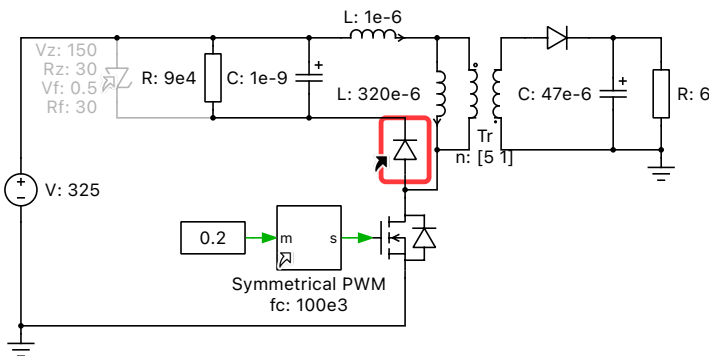 L: 1e-6
Vz: 150
Rz: 30
Vf: 0.5
Rf: 30
R: 9e4
C: 1e-9
+
L: 320e-6
C: 47e-6
+
R: 6
Tr
n: [5 1]
+
−
V: 325
0.2
m
s
Symmetrical PWM
fc: 100e3